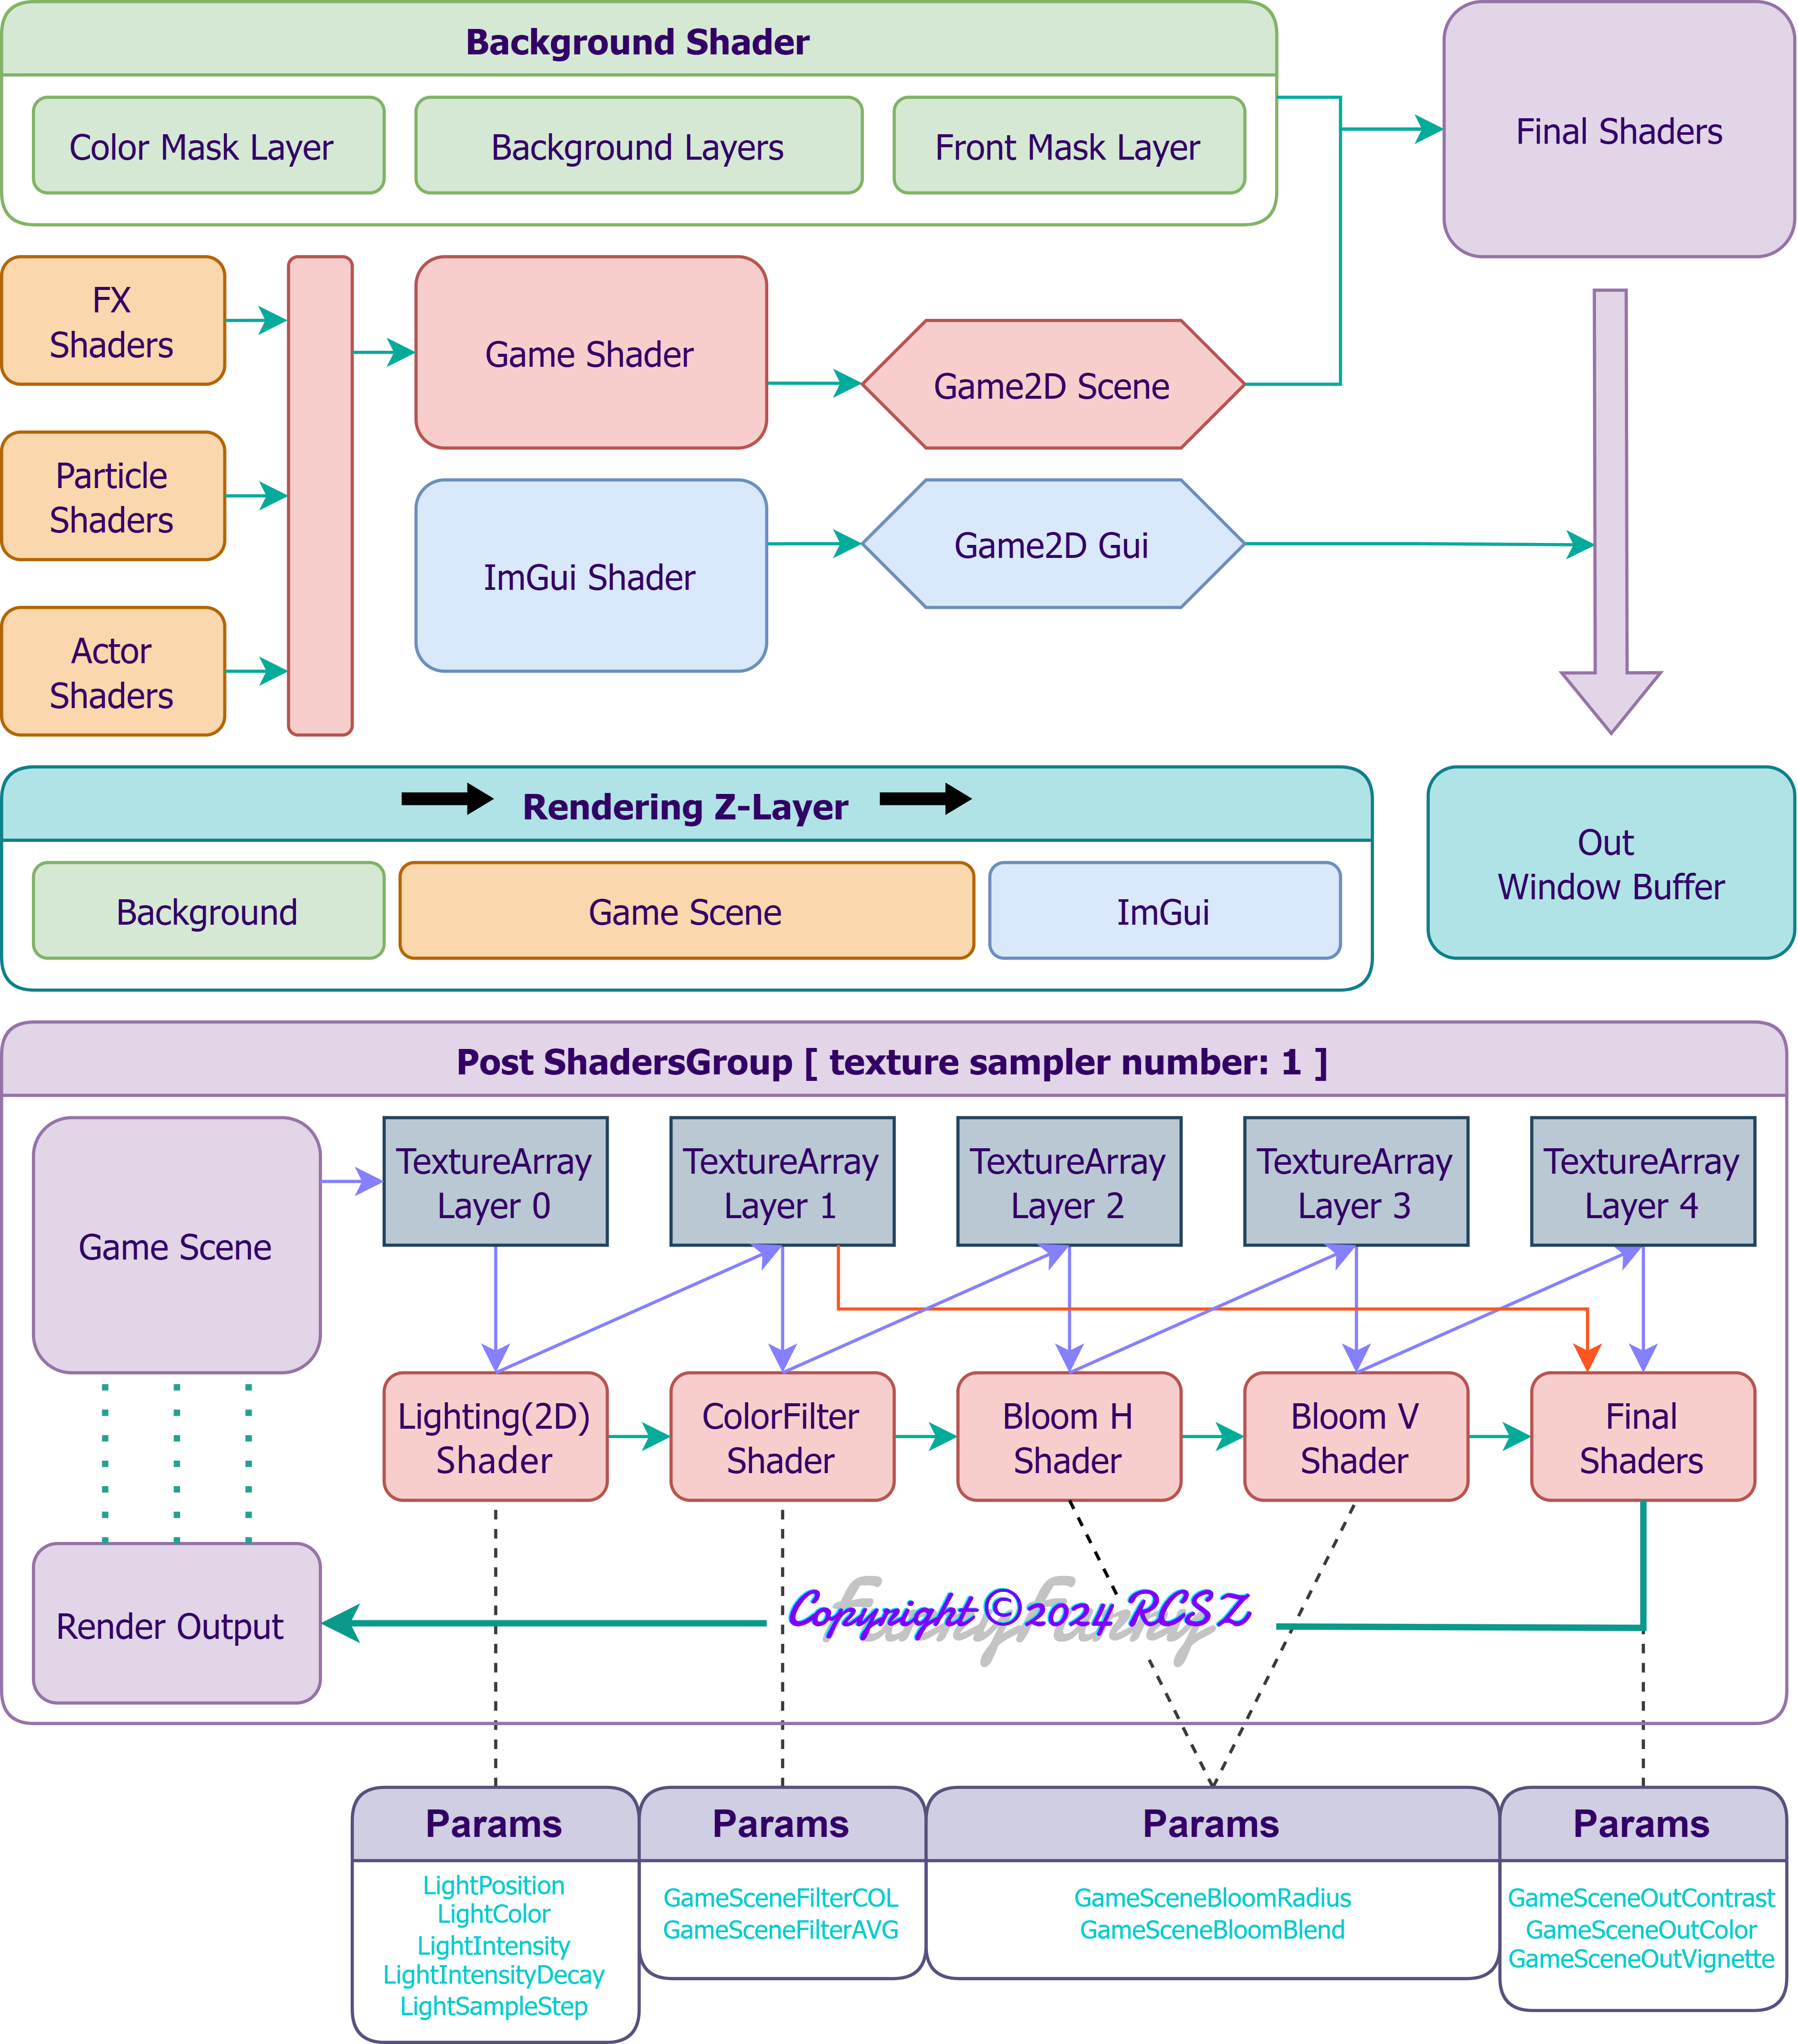 Background Shader
Color Mask Layer
Background Layers
Front Mask Layer
Final Shaders
FX
Shaders
Game Shader
Game2D Scene
Particle
Shaders
ImGui Shader
Game2D Gui
Actor
Shaders
Rendering Z-Layer
Background
Game Scene
ImGui
Out
Window Buffer
Post ShadersGroup [ texture sampler number: 1 ]
Game Scene
TextureArray
Layer 0
TextureArray
Layer 1
TextureArray
Layer 2
TextureArray
Layer 3
TextureArray
Layer 4
Lighting(2D)
Shader
ColorFilter
Shader
Bloom H
Shader
Bloom V
Shader
Final
Shaders
Render Output
FunnyFunny
Copyright ©2024 RCSZ
Params
LightPosition
LightColor
LightIntensity
LightIntensityDecay
LightSampleStep
Params
GameSceneFilterCOL
GameSceneFilterAVG
Params
GameSceneBloomRadius
GameSceneBloomBlend
Params
GameSceneOutContrast
GameSceneOutColor
GameSceneOutVignette